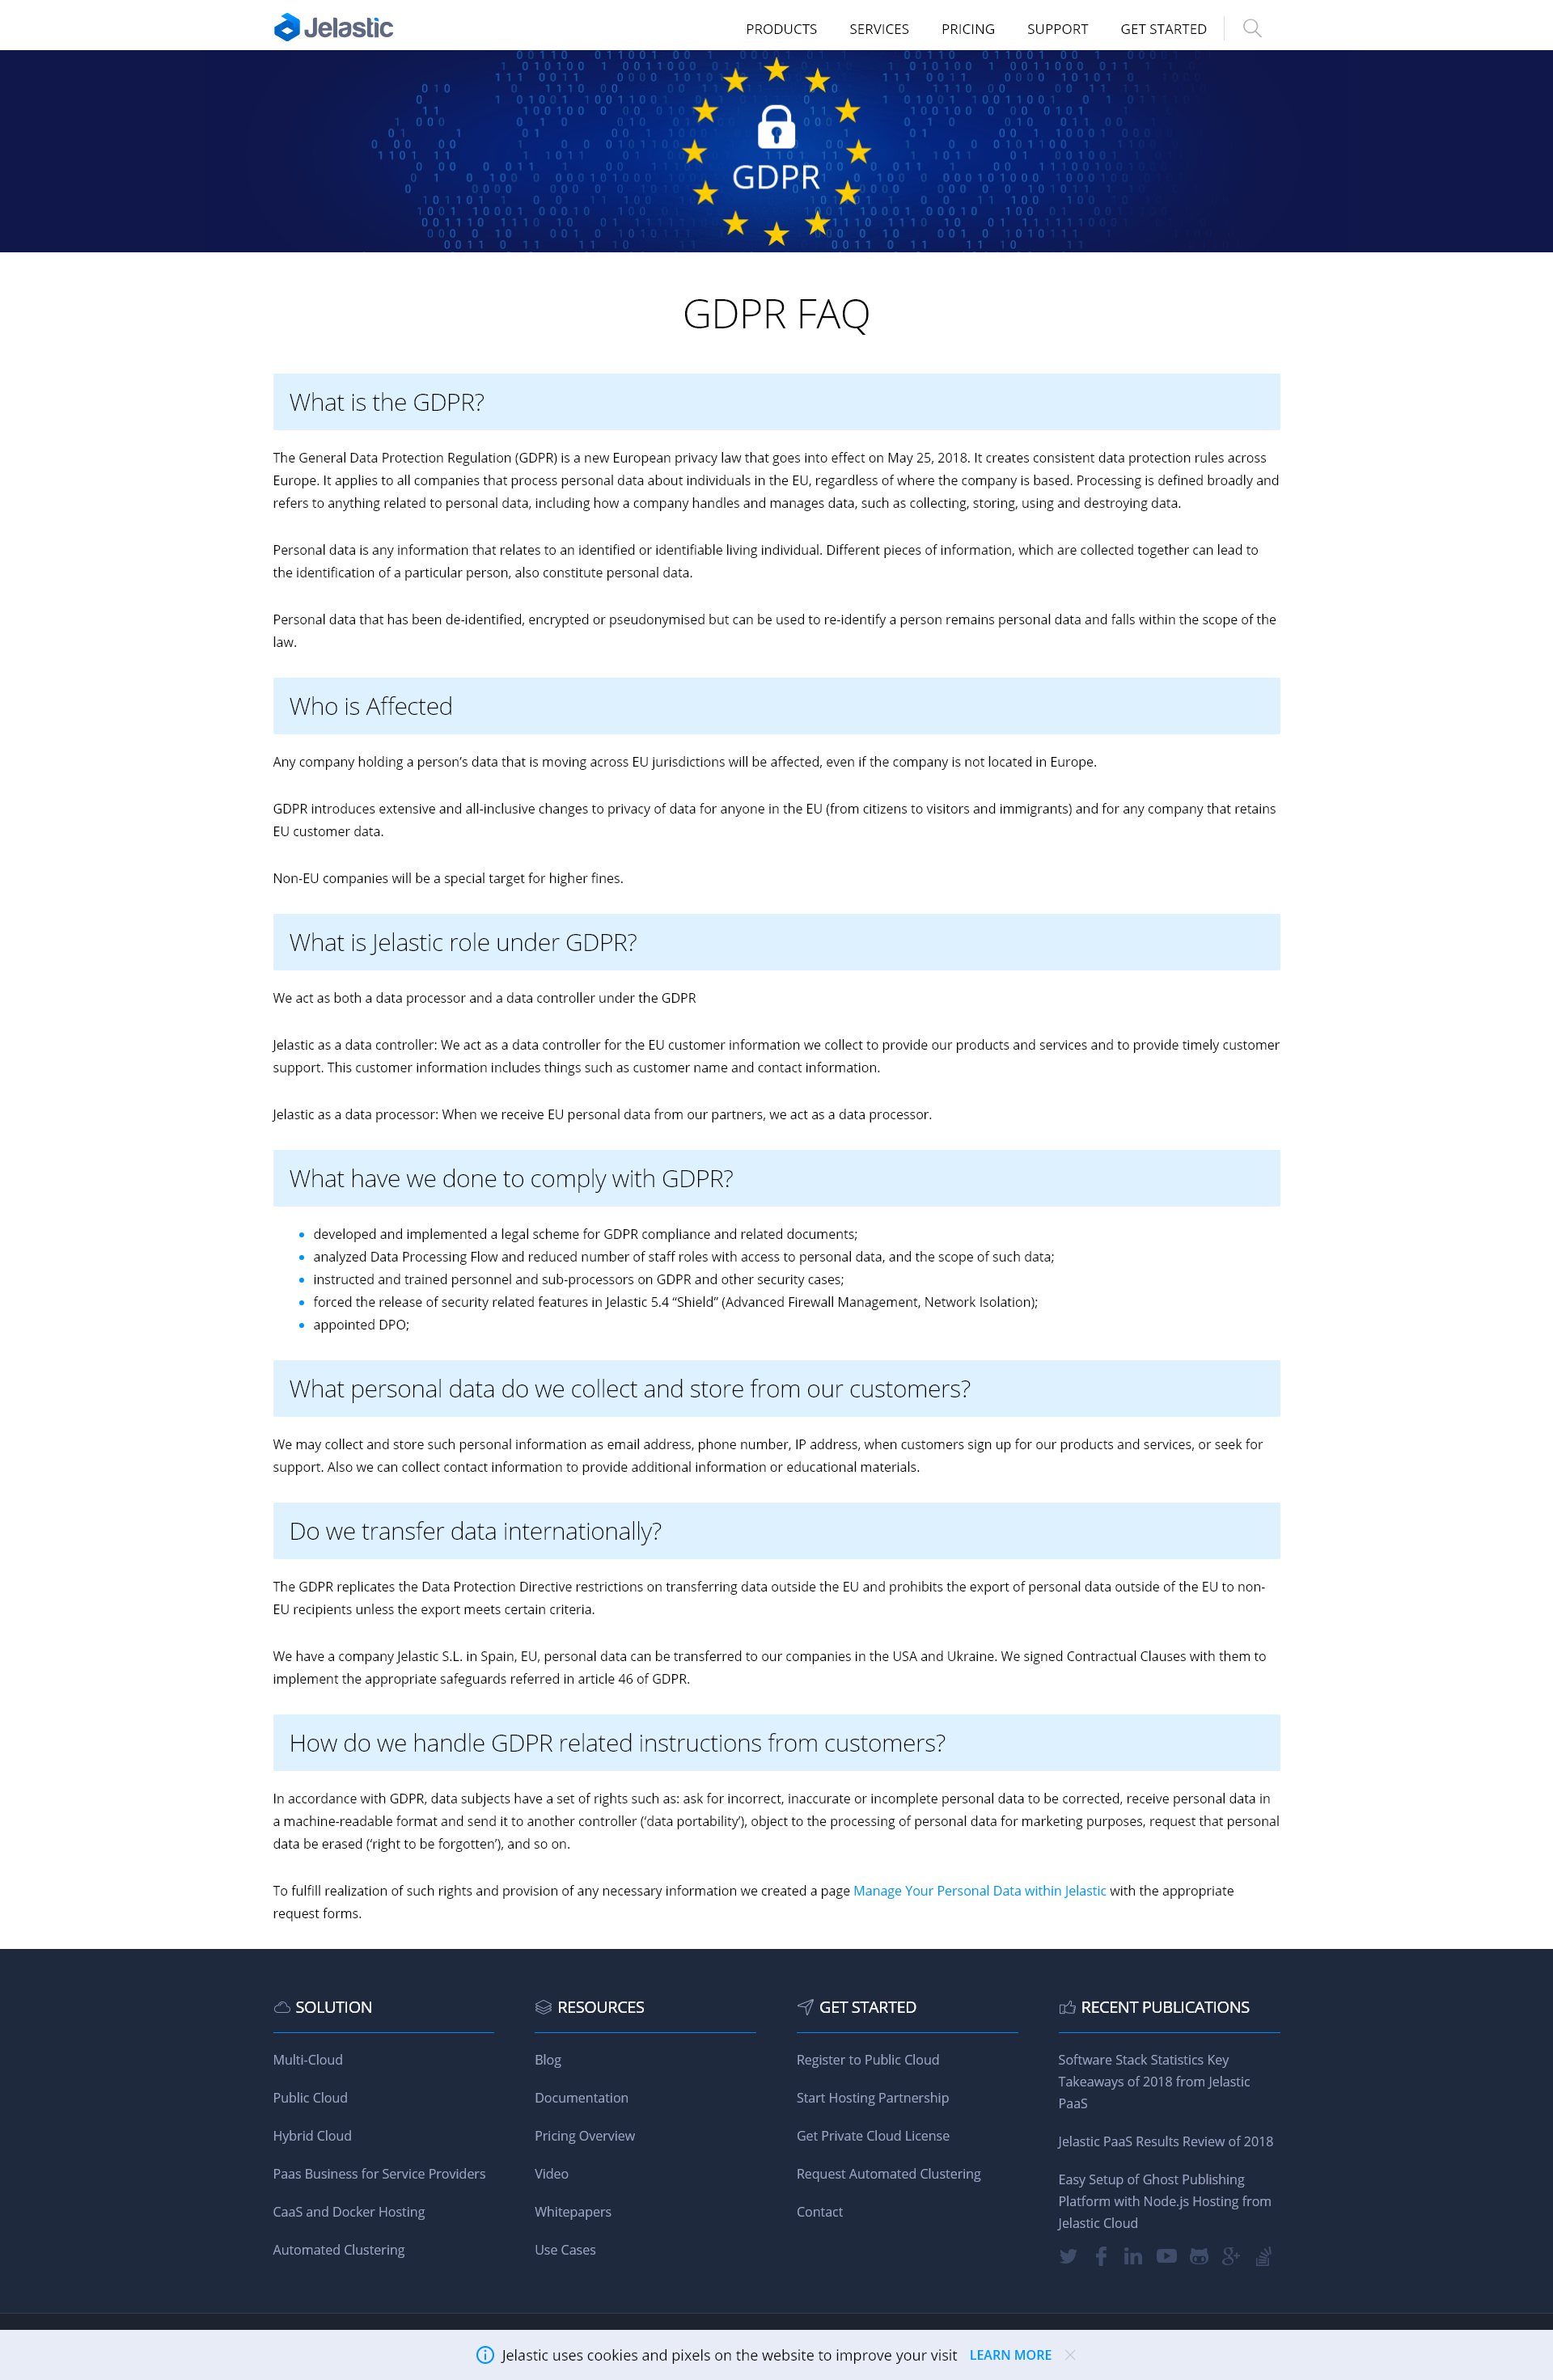 Jelastic
PRODUCTS SERVICES PRICING SUPPORT GET STARTED
GDPR
GDPR FAQ
What is the GDPR?
The General Data Protection Regulation (GDPR) is a new European privacy law that goes into effect on May 25, 2018. It creates consistent data protection rules across
Europe. It applies to all companies that process personal data about individuals in the EU, regardless of where the company is based. Processing is defined broadly and
refers to anything related to personal data, including how a company handles and manages data, such as collecting, storing, using and destroying data.
Personal data is any information that relates to an identified or identifiable living individual. Different pieces of information, which are collected together can lead to
the identification of a particular person, also constitute personal data.
Personal data that has been de-identified, encrypted or pseudonymised but can be used to re-identify a person remains personal data and falls within the scope of the
law.
Who is Affected
Any company holding a person’s data that is moving across EU jurisdictions will be affected, even if the company is not located in Europe.
GDPR introduces extensive and all-inclusive changes to privacy of data for anyone in the EU (from citizens to visitors and immigrants) and for any company that retains
EU customer data.
Non-EU companies will be a special target for higher fines.
What is Jelastic role under GDPR?
We act as both a data processor and a data controller under the GDPR
Jelastic as a data controller: We act as a data controller for the EU customer information we collect to provide our products and services and to provide timely customer
support. This customer information includes things such as customer name and contact information.
Jelastic as a data processor: When we receive EU personal data from our partners, we act as a data processor.
What have we done to comply with GDPR?
• developed and implemented a legal scheme for GDPR compliance and related documents;
• analyzed Data Processing Flow and reduced number of staff roles with access to personal data, and the scope of such data;
• instructed and trained personnel and sub-processors on GDPR and other security cases;
• forced the release of security related features in Jelastic 5.4 “Shield” (Advanced Firewall Management, Network Isolation);
• appointed DPO;
What personal data do we collect and store from our customers?
We may collect and store such personal information as email address, phone number, IP address, when customers sign up for our products and services, or seek for
support. Also we can collect contact information to provide additional information or educational materials.
Do we transfer data internationally?
The GDPR replicates the Data Protection Directive restrictions on transferring data outside the EU and prohibits the export of personal data outside of the EU to non-
EU recipients unless the export meets certain criteria.
We have a company Jelastic S.L. in Spain, EU, personal data can be transferred to our companies in the USA and Ukraine. We signed Contractual Clauses with them to
implement the appropriate safeguards referred in article 46 of GDPR.
How do we handle GDPR related instructions from customers?
In accordance with GDPR, data subjects have a set of rights such as: ask for incorrect, inaccurate or incomplete personal data to be corrected, receive personal data in
a machine-readable format and send it to another controller (‘data portability’), object to the processing of personal data for marketing purposes, request that personal
data be erased (‘right to be forgotten’), and so on.
To fulfill realization of such rights and provision of any necessary information we created a page Manage Your Personal Data within Jelastic with the appropriate
request forms.
SOLUTION
Multi-Cloud
Public Cloud
Hybrid Cloud
Paas Business for Service Providers
CaaS and Docker Hosting
Automated Clustering
RESOURCES
Blog
Documentation
Pricing Overview
Video
Whitepapers
Use Cases
GET STARTED
Register to Public Cloud
Start Hosting Partnership
Get Private Cloud License
Request Automated Clustering
Contact
RECENT PUBLICATIONS
Software Stack Statistics Key
Takeaways of 2018 from Jelastic
PaaS
Jelastic PaaS Results Review of 2018
Easy Setup of Ghost Publishing
Platform with Node.js Hosting from
Jelastic Cloud
Jelastic uses cookies and pixels on the website to improve your visit LEARN MORE